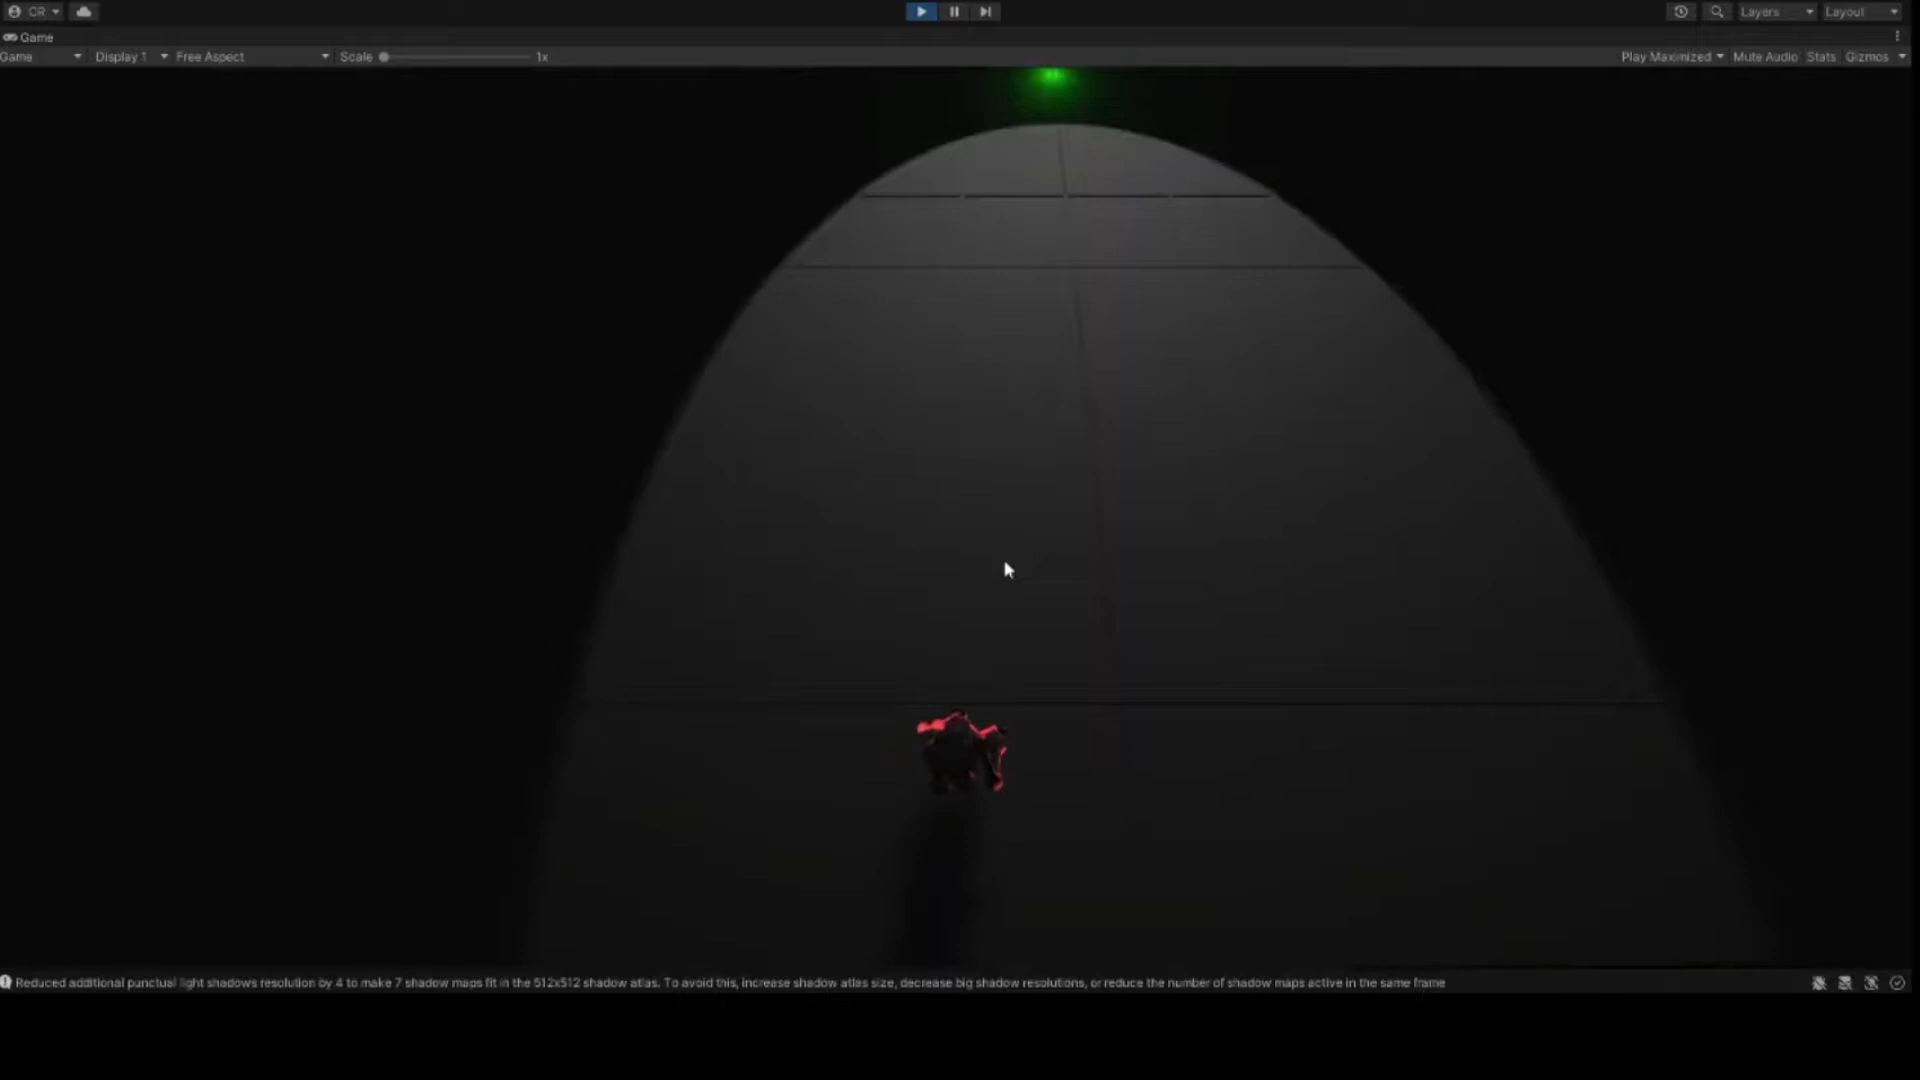 CR
Layers
Layout
Game
Game
Display 1
Free Aspect
Scale
1x
Play Maximized
Mute Audio
Stats
Gizmos
Reduced additional punctual light shadows resolution by 4 to make 7 shadow maps fit in the 512x512 shadow atlas. To avoid this, increase shadow atlas size, decrease big shadow resolutions, or reduce the number of shadow maps active in the same frame